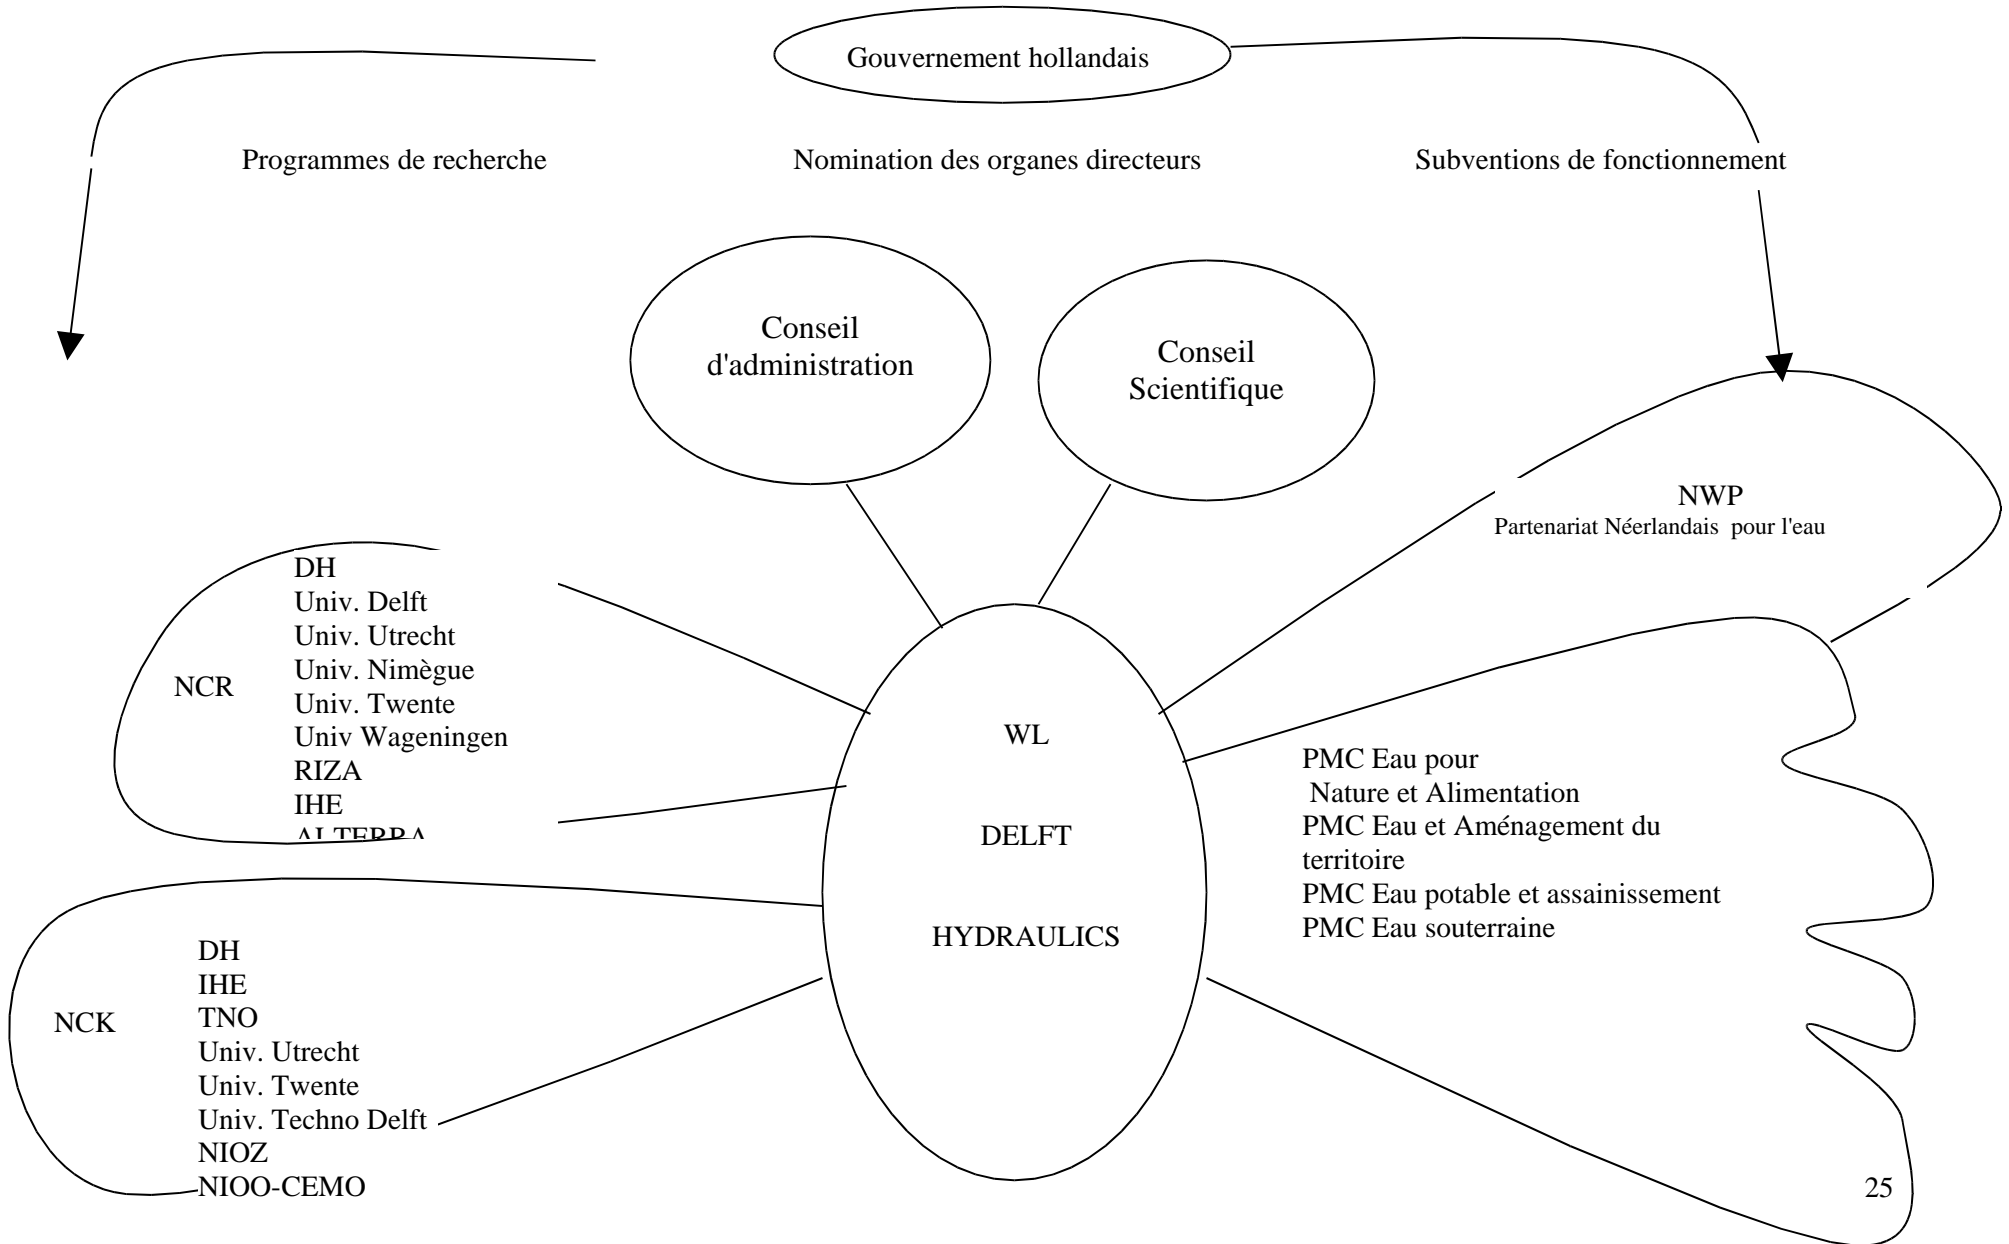 Gouvernement hollandais
Programmes de recherche
Nomination des organes directeurs
Subventions de fonctionnement
Conseil
d'administration
Conseil
Scientifique
NWP
Partenariat Néerlandais pour l'eau
NCR
DH
Univ. Delft
Univ. Utrecht
Univ. Nimègue
Univ. Twente
Univ Wageningen
RIZA
IHE
ALTERRA
WL
DELFT
HYDRAULICS
PMC Eau pour
Nature et Alimentation
PMC Eau et Aménagement du
territoire
PMC Eau potable et assainissement
PMC Eau souterraine
NCK
DH
IHE
TNO
Univ. Utrecht
Univ. Twente
Univ. Techno Delft
NIOZ
NIOO-CEMO
25